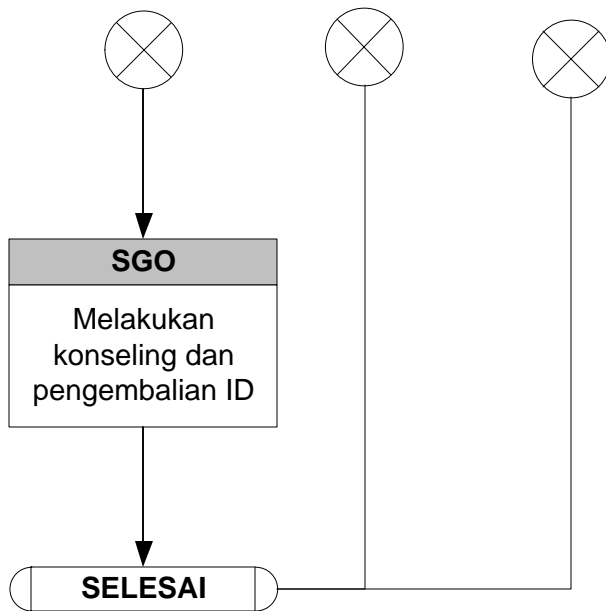 SGO
Melakukan
konseling dan
pengembalian ID
SELESAI